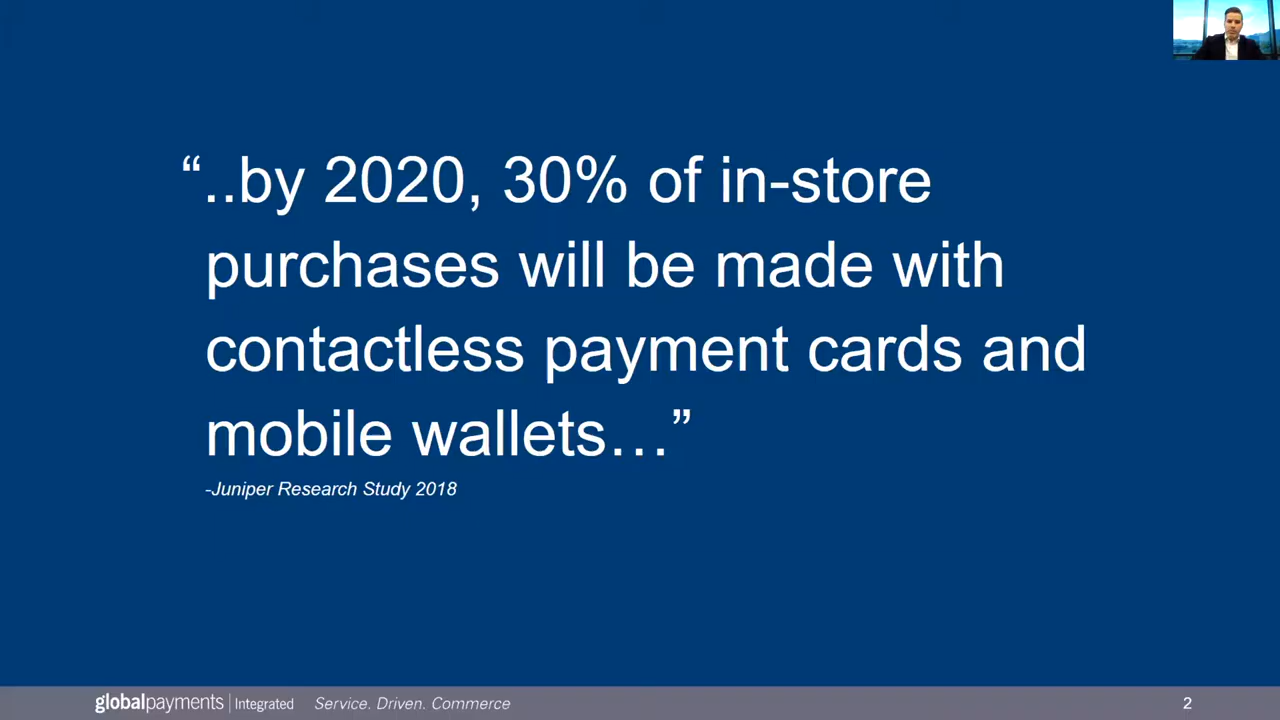 “..by 2020, 30% of in-store
purchases will be made with
contactless payment cards and
mobile wallets…”
-Juniper Research Study 2018
globalpayments | Integrated Service. Driven. Commerce 2